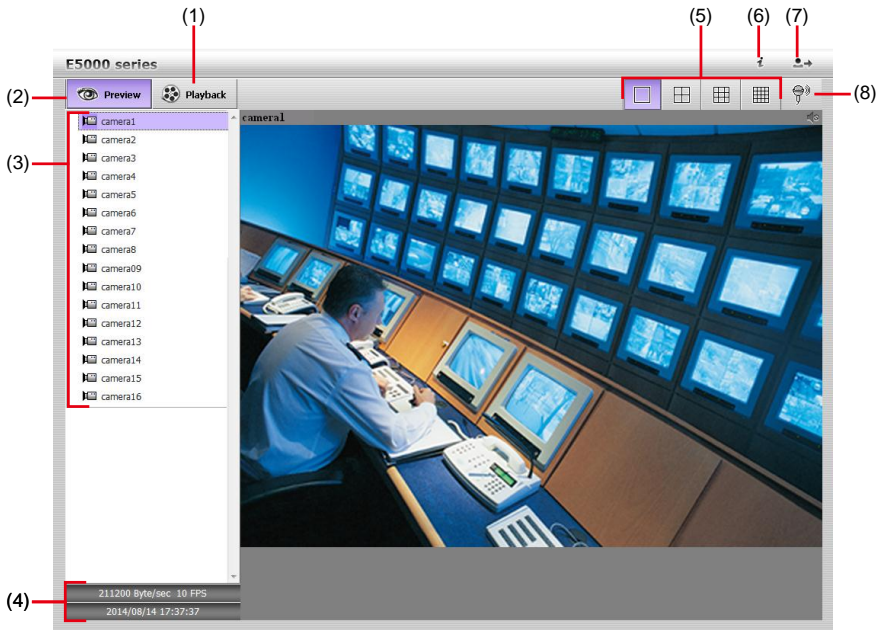 (1)
(5)
(6)
(7)
E5000 series
(2)
Preview
Playback
(8)
camera1
camera1
camera2
(3)
camera3
camera4
camera5
camera6
camera7
camera8
camera09
camera10
camera11
camera12
camera13
camera14
camera15
camera16
(4)
211200 Byte/sec 10 FPS
2014/08/14 17:37:37